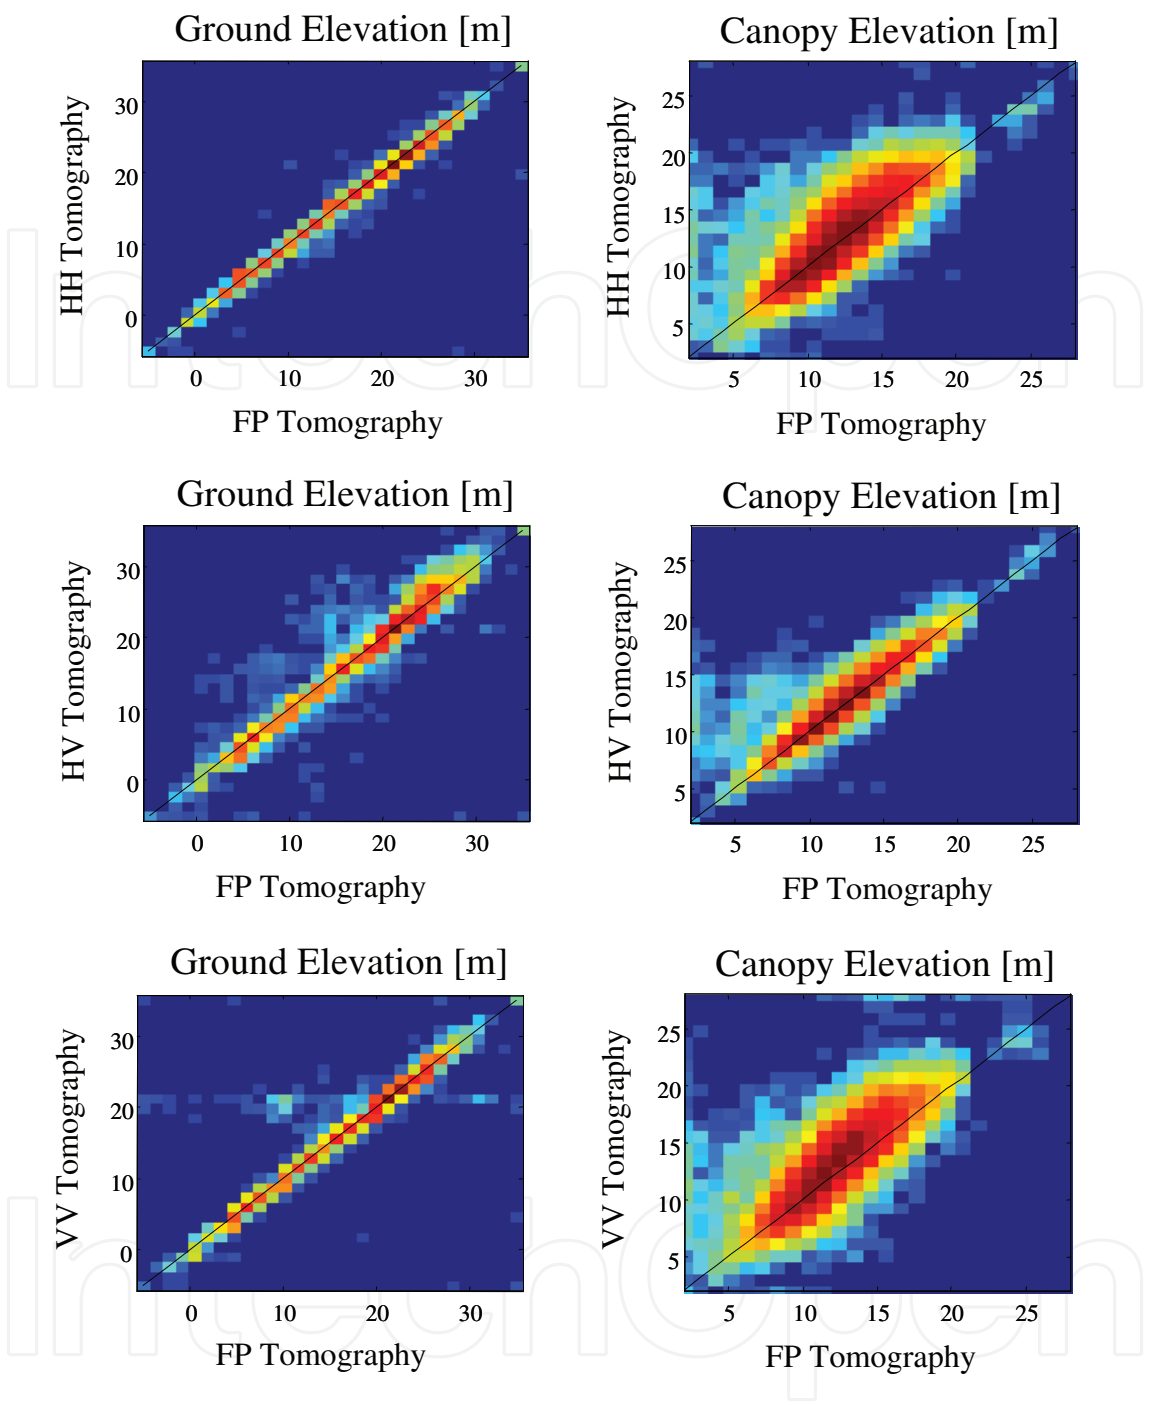 Ground Elevation [m]
Canopy Elevation [m]
HH Tomography
30
20
10
0
0 10 20 30
FP Tomography
HH Tomography
25
20
15
10
5
5 10 15 20 25
FP Tomography
Ground Elevation [m]
Canopy Elevation [m]
HV Tomography
30
20
10
0
0 10 20 30
FP Tomography
HV Tomography
25
20
15
10
5
5 10 15 20 25
FP Tomography
Ground Elevation [m]
Canopy Elevation [m]
VV Tomography
30
20
10
0
0 10 20 30
FP Tomography
VV Tomography
25
20
15
10
5
5 10 15 20 25
FP Tomography
IntechOpen
IntechOpen